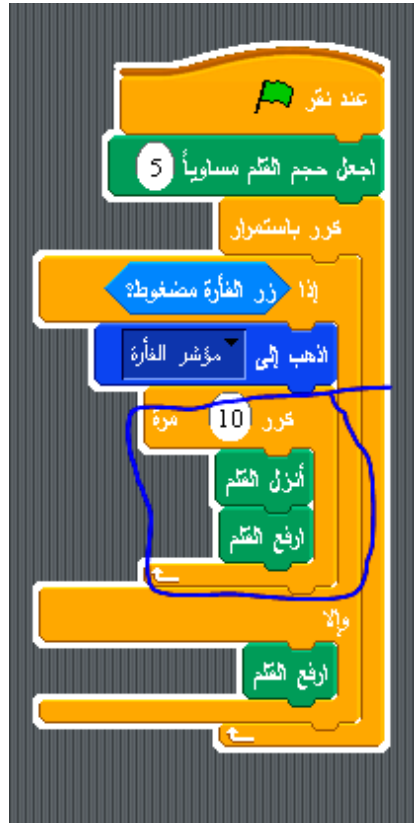 عند نقر
اجعل حجم القلم مساوياً 5
كرر باستمرار
إذا زر الفأرة مضغوط؟
اذهب إلى مؤشر الفأرة
كرر 10 مرة
أنزل القلم
ارفع القلم
وإلا
ارفع القلم